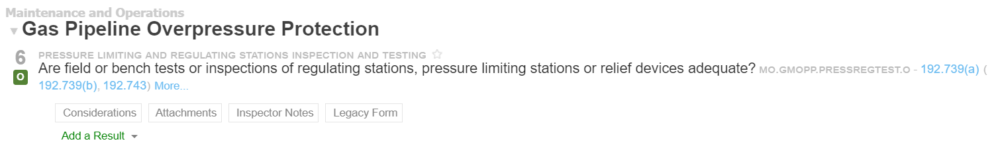 Maintenance and Operations
Gas Pipeline Overpressure Protection
6 PRESSURE LIMITING AND REGULATING STATIONS INSPECTION AND TESTING
O Are field or bench tests or inspections of regulating stations, pressure limiting stations or relief devices adequate? MO.GMOPP.PRESSREGTEST.O - 192.739(a) (
192.739(b), 192.743) More...
Considerations Attachments Inspector Notes Legacy Form
Add a Result